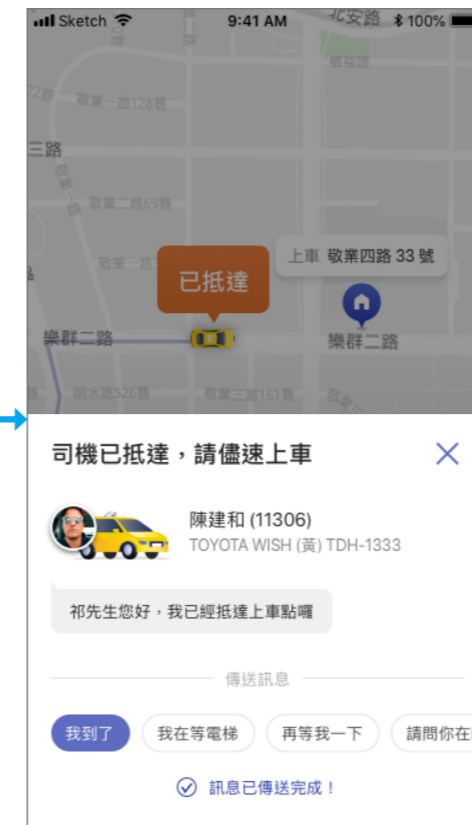 Sketch 9:41 AM 100%
北安路
植福路
敬業一路128巷
三路
敬業二路69巷
上車 敬業四路 33 號
已抵達
樂群二路
樂群二路
明水路526巷
敬業三路161巷
司機已抵達，請儘速上車
陳建和 (11306)
TOYOTA WISH (黃) TDH-1333
祁先生您好，我已經抵達上車點囉
傳送訊息
我到了 我在等電梯 再等我一下 請問你在
訊息已傳送完成！